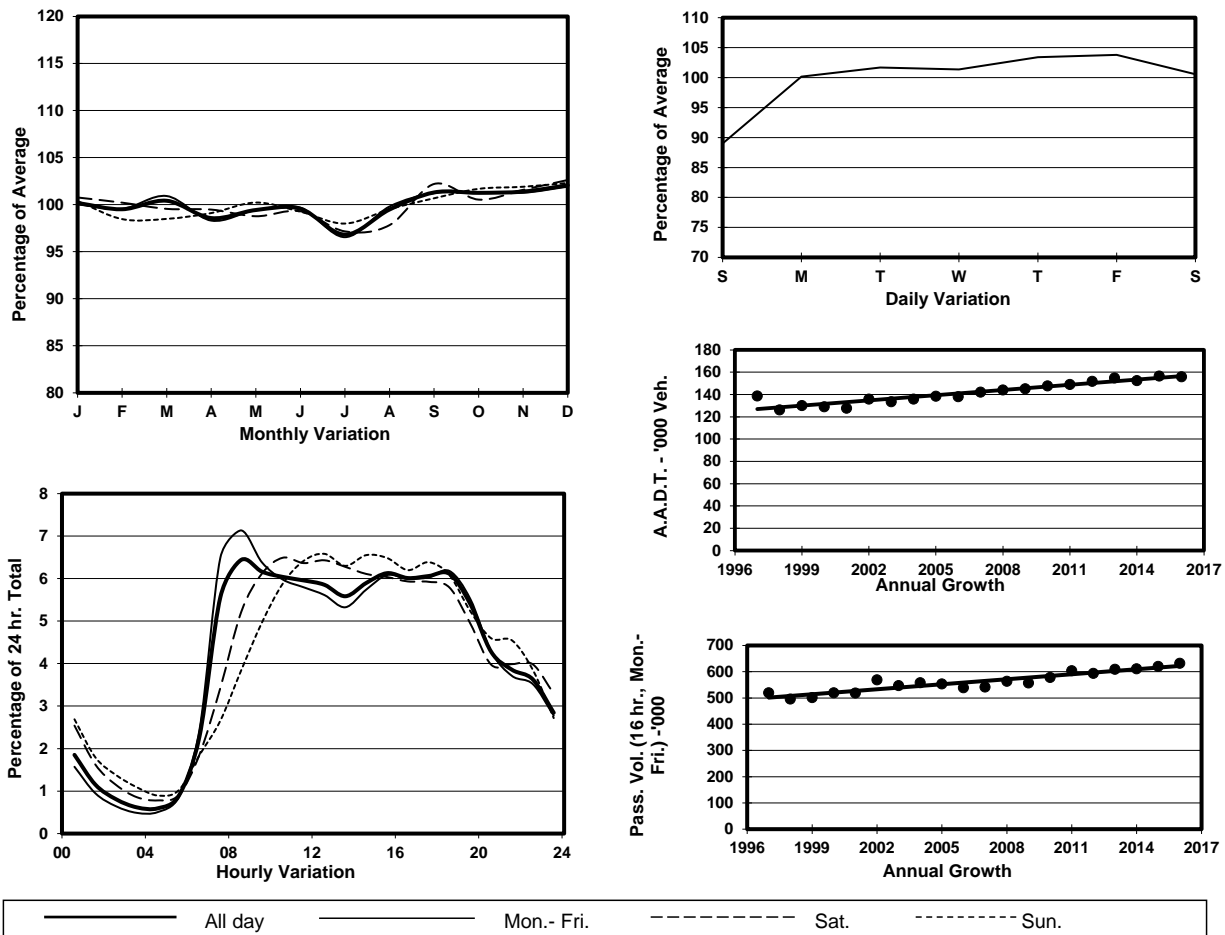 120
115
110
105
100
95
90
85
80
Percentage of Average
J F M A M J J A S O N D
Monthly Variation
110
105
100
95
90
85
80
75
70
Percentage of Average
S M T W T F S
Daily Variation
180
160
140
120
100
80
60
40
20
0
A.A.D.T. - '000 Veh.
1996 1999 2002 2005 2008 2011 2014 2017
Annual Growth
8
7
6
5
4
3
2
1
0
Percentage of 24 hr. Total
00 04 08 12 16 20 24
Hourly Variation
700
600
500
400
300
200
100
0
Pass. Vol. (16 hr., Mon.-
Fri.) -'000
1996 1999 2002 2005 2008 2011 2014 2017
Annual Growth
All day Mon.- Fri. Sat. Sun.